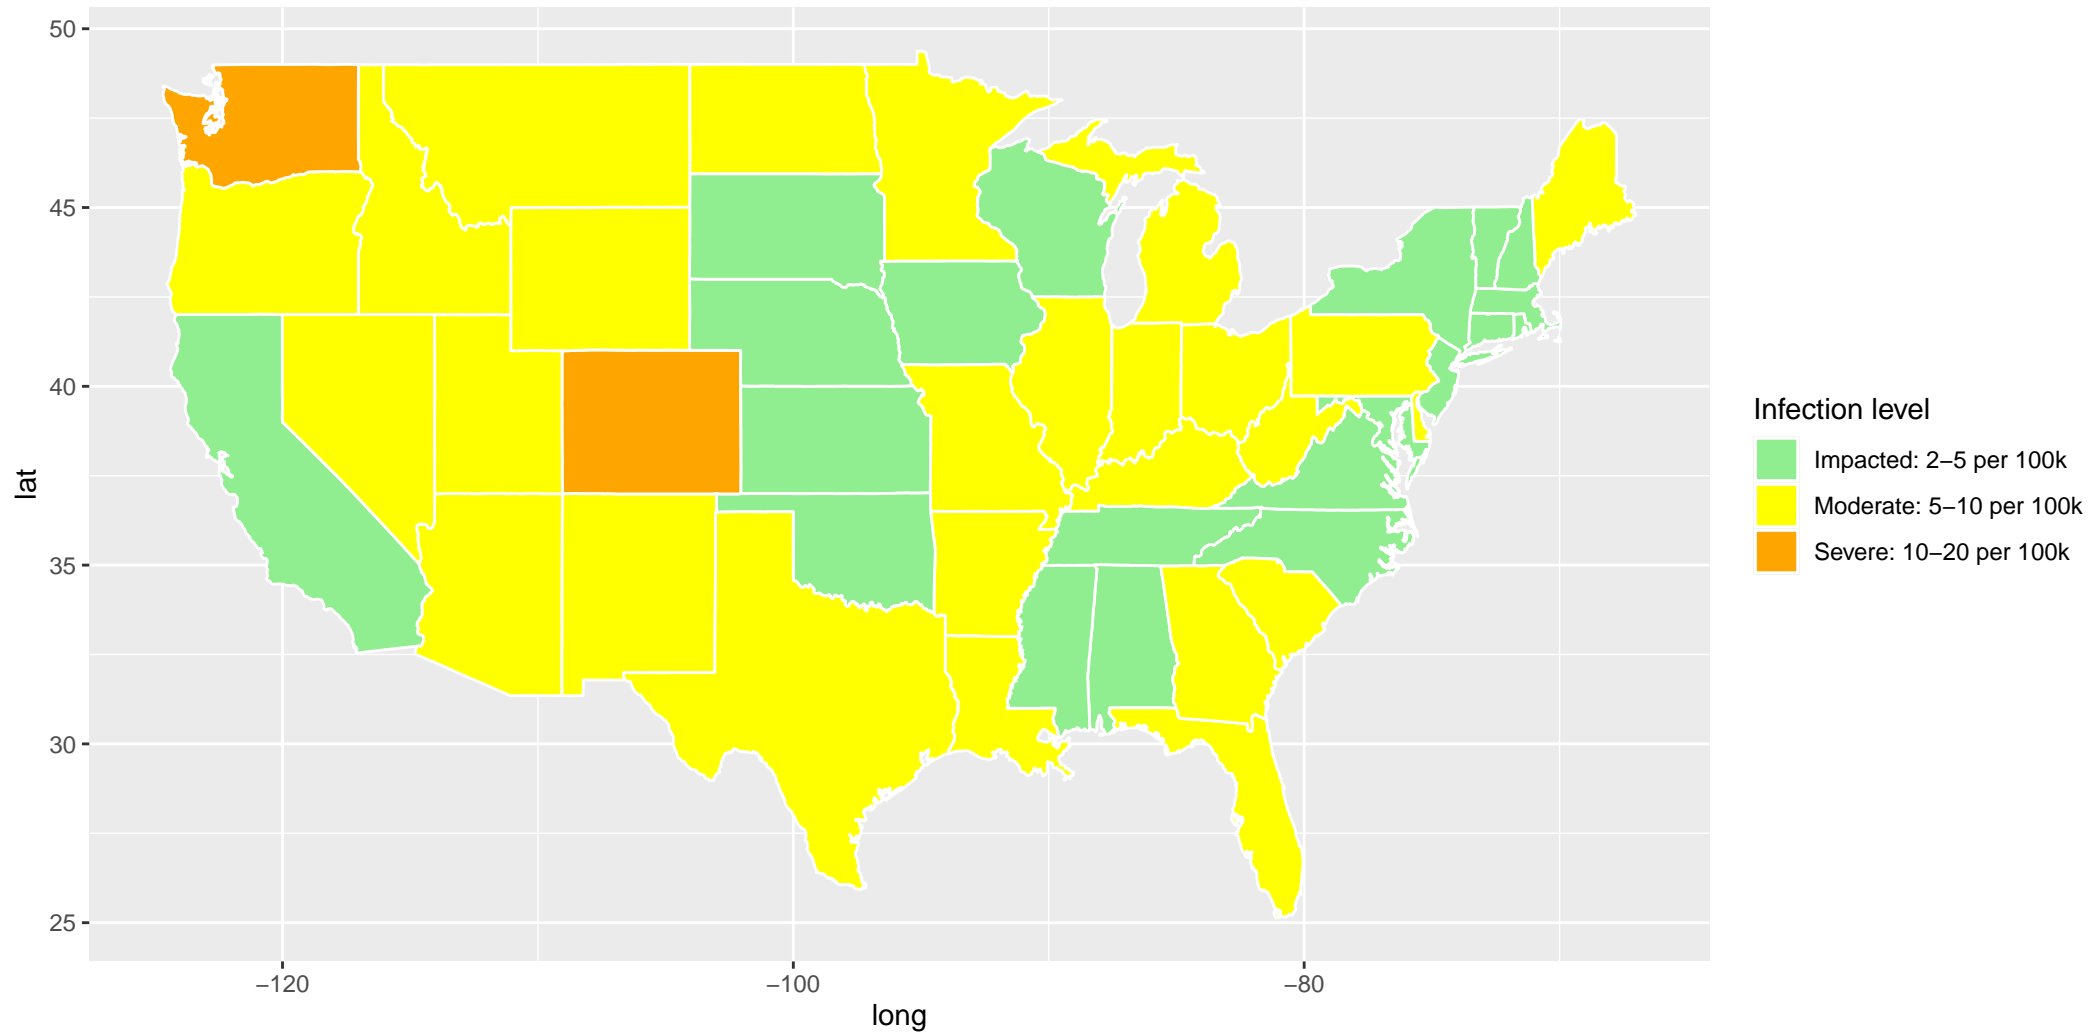 50
45
40
35
30
25
lat
−120
−100
−80
long
Infection level
Impacted: 2−5 per 100k
Moderate: 5−10 per 100k
Severe: 10−20 per 100k